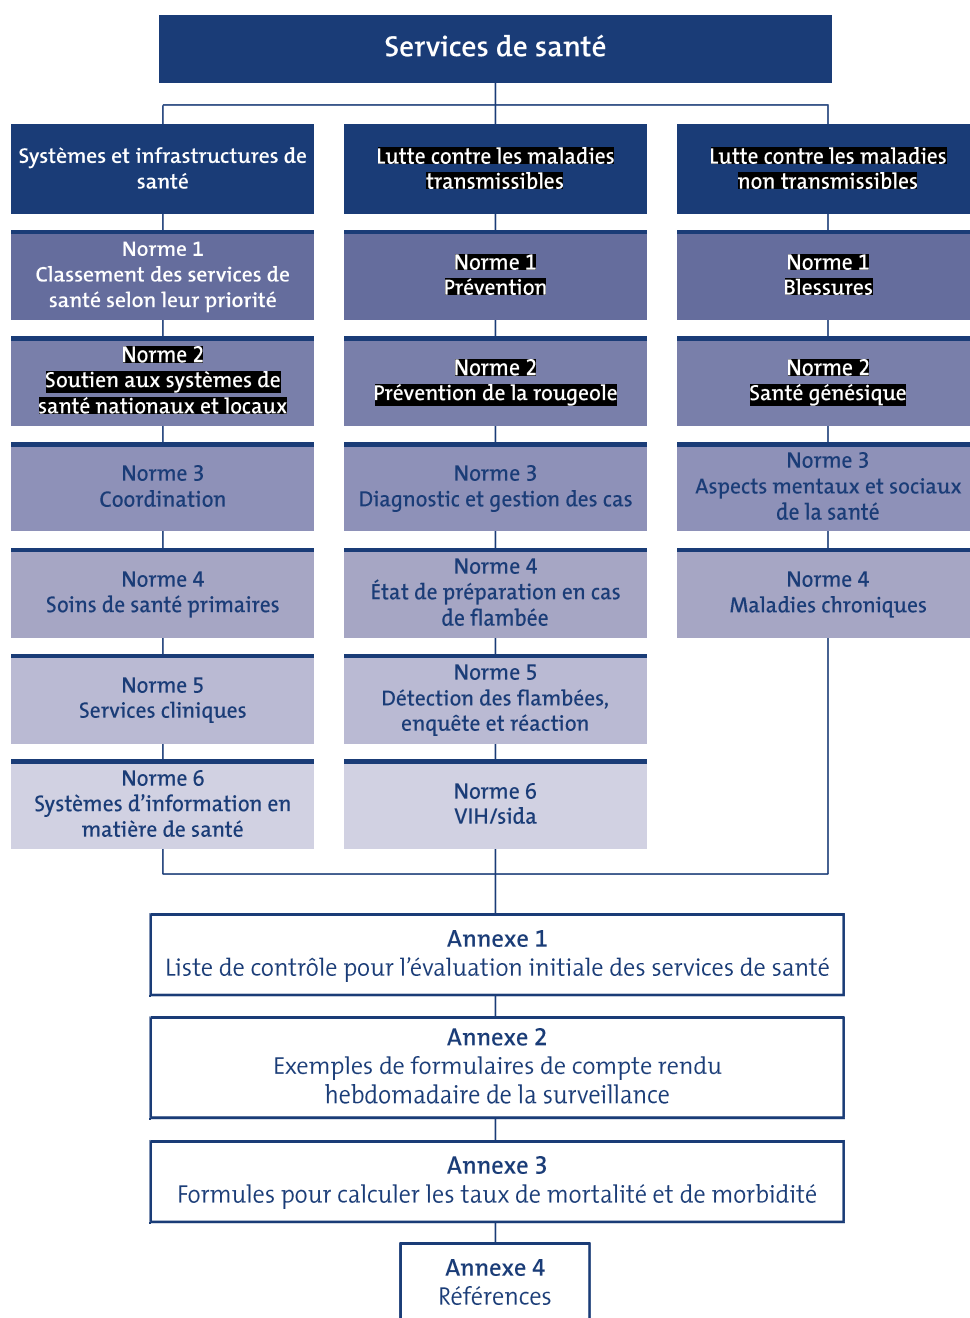 Services de santé
Systèmes et infrastructures de
santé
Norme 1
Classement des services de
santé selon leur priorité
Norme 2
Soutien aux systèmes de
santé nationaux et locaux
Norme 3
Coordination
Norme 4
Soins de santé primaires
Norme 5
Services cliniques
Norme 6
Systèmes d’information en
matière de santé
Lutte contre les maladies
transmissibles
Norme 1
Prévention
Norme 2
Prévention de la rougeole
Norme 3
Diagnostic et gestion des cas
Norme 4
État de préparation en cas
de flambée
Norme 5
Détection des flambées,
enquête et réaction
Norme 6
VIH/sida
Lutte contre les maladies
non transmissibles
Norme 1
Blessures
Norme 2
Santé génésique
Norme 3
Aspects mentaux et sociaux
de la santé
Norme 4
Maladies chroniques
Annexe 1
Liste de contrôle pour l’évaluation initiale des services de santé
Annexe 2
Exemples de formulaires de compte rendu
hebdomadaire de la surveillance
Annexe 3
Formules pour calculer les taux de mortalité et de morbidité
Annexe 4
Références